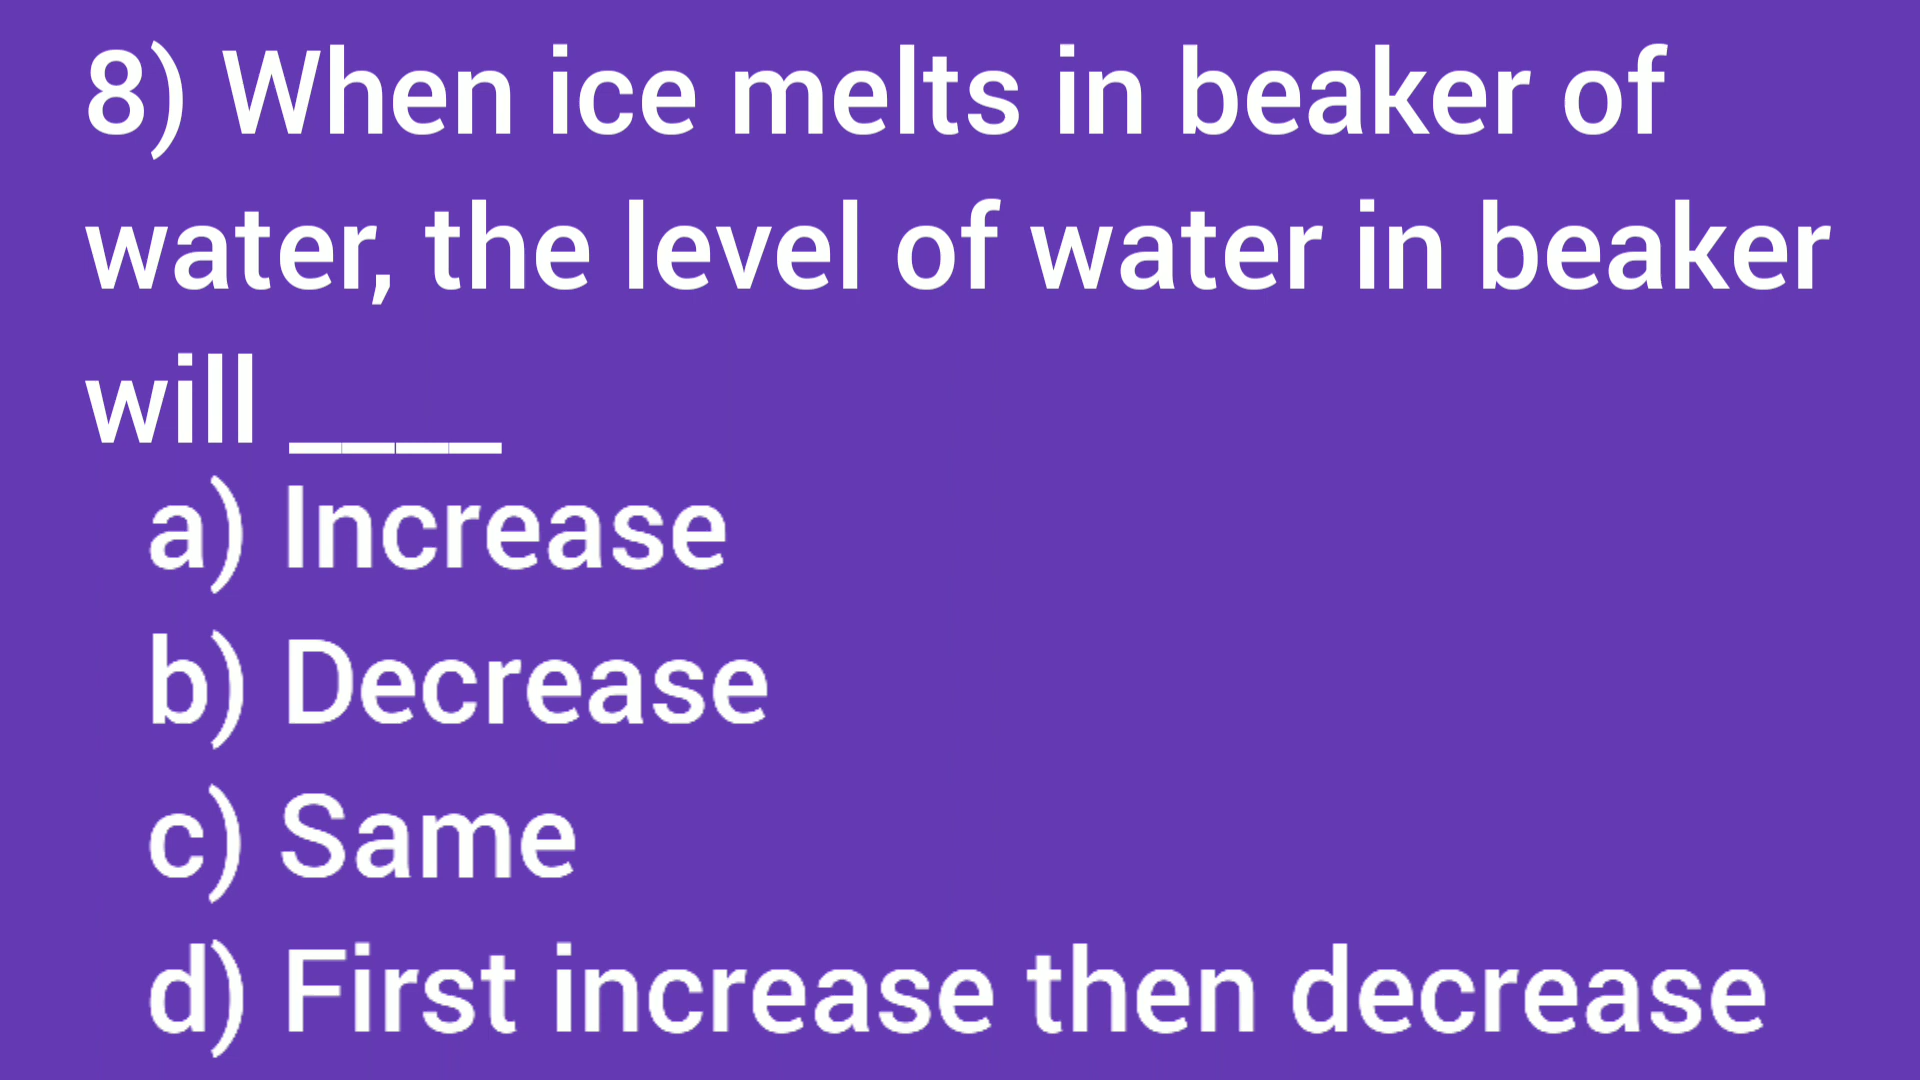 8) When ice melts in beaker of
water, the level of water in beaker
will ____
a) Increase
b) Decrease
c) Same
d) First increase then decrease